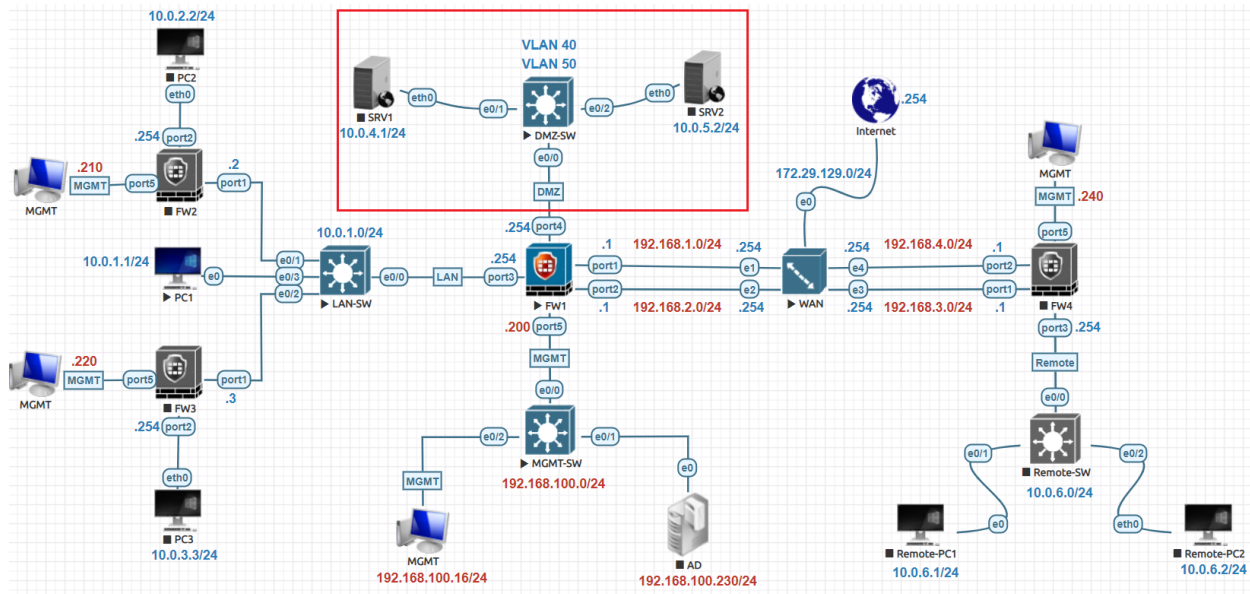 10.0.2.2/24
PC2
eth0
.254
port2
.210
MGMT
port5
.2
port1
MGMT
FW2
VLAN 40
VLAN 50
SRV1
eth0
e0/1
e0/2
eth0
SRV2
10.0.4.1/24
DMZ-SW
10.0.5.2/24
e0/0
DMZ
.254
port4
.254
Internet
172.29.129.0/24
e0
MGMT
MGMT
.240
port5
10.0.1.0/24
10.0.1.1/24
e0
PC1
e0/1
e0/3
e0/2
e0/0
LAN-SW
LAN
.254
port3
FW1
.1
192.168.1.0/24
.254
port1
e1
port2
e2
.1
192.168.2.0/24
.254
WAN
.254
192.168.4.0/24
.1
e4
port2
e3
port1
.254
192.168.3.0/24
.1
FW4
port3
.254
Remote
e0/0
.220
MGMT
port5
port1
.3
MGMT
FW3
.254
port2
eth0
PC3
10.0.3.3/24
.200
port5
MGMT
e0/0
e0/2
e0/1
MGMT-SW
192.168.100.0/24
MGMT
e0
MGMT
192.168.100.16/24
AD
192.168.100.230/24
e0/1
e0/2
Remote-SW
10.0.6.0/24
e0
eth0
Remote-PC1
10.0.6.1/24
Remote-PC2
10.0.6.2/24